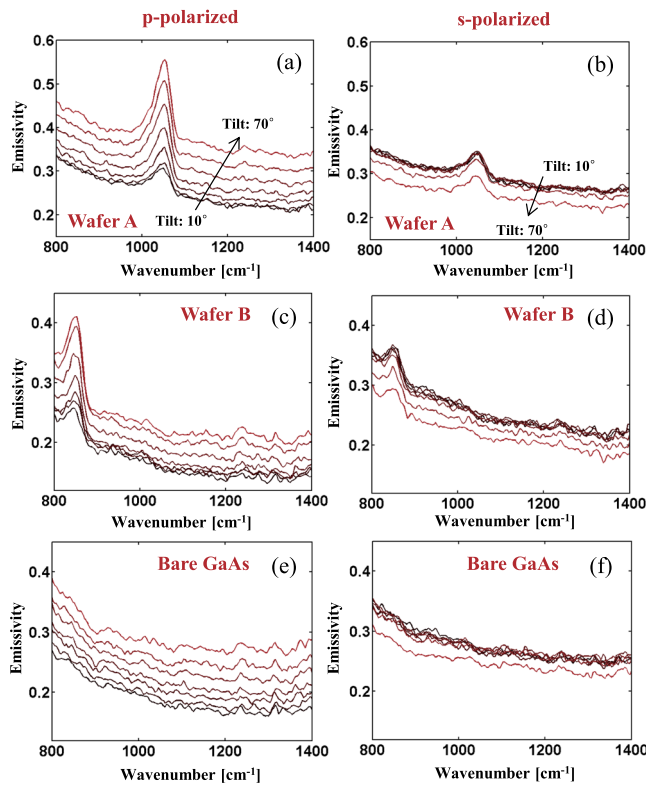 p-polarized
s-polarized
0.6
0.5
0.4
0.3
0.2
Emissivity
(a)
Tilt: 70°
Tilt: 10°
Wafer A
800 1000 1200 1400
Wavenumber [cm-1]
0.6
0.5
0.4
0.3
0.2
Emissivity
(b)
Tilt: 10°
Tilt: 70°
Wafer A
800 1000 1200 1400
Wavenumber [cm-1]
Wafer B
(c)
0.4
0.3
0.2
Emissivity
800 1000 1200 1400
Wavenumber [cm-1]
Wafer B
(d)
0.4
0.3
0.2
Emissivity
800 1000 1200 1400
Wavenumber [cm-1]
Bare GaAs
(e)
0.4
0.3
0.2
Emissivity
800 1000 1200 1400
Wavenumber [cm-1]
Bare GaAs
(f)
0.4
0.3
0.2
Emissivity
800 1000 1200 1400
Wavenumber [cm-1]